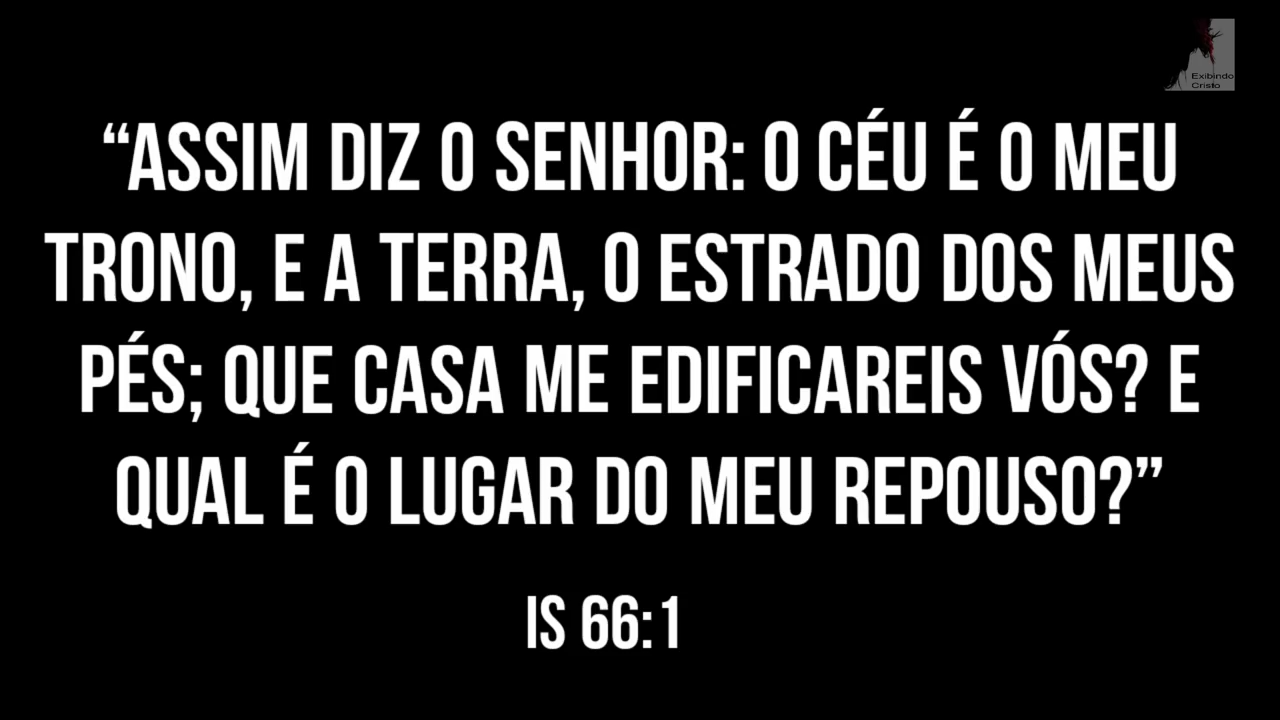 Exibindo
Cristo
“ASSIM DIZ O SENHOR: O CÉU É O MEU
TRONO, E A TERRA, O ESTRADO DOS MEUS
PÉS; QUE CASA ME EDIFICAREIS VÓS? E
QUAL É O LUGAR DO MEU REPOUSO?”
IS 66:1